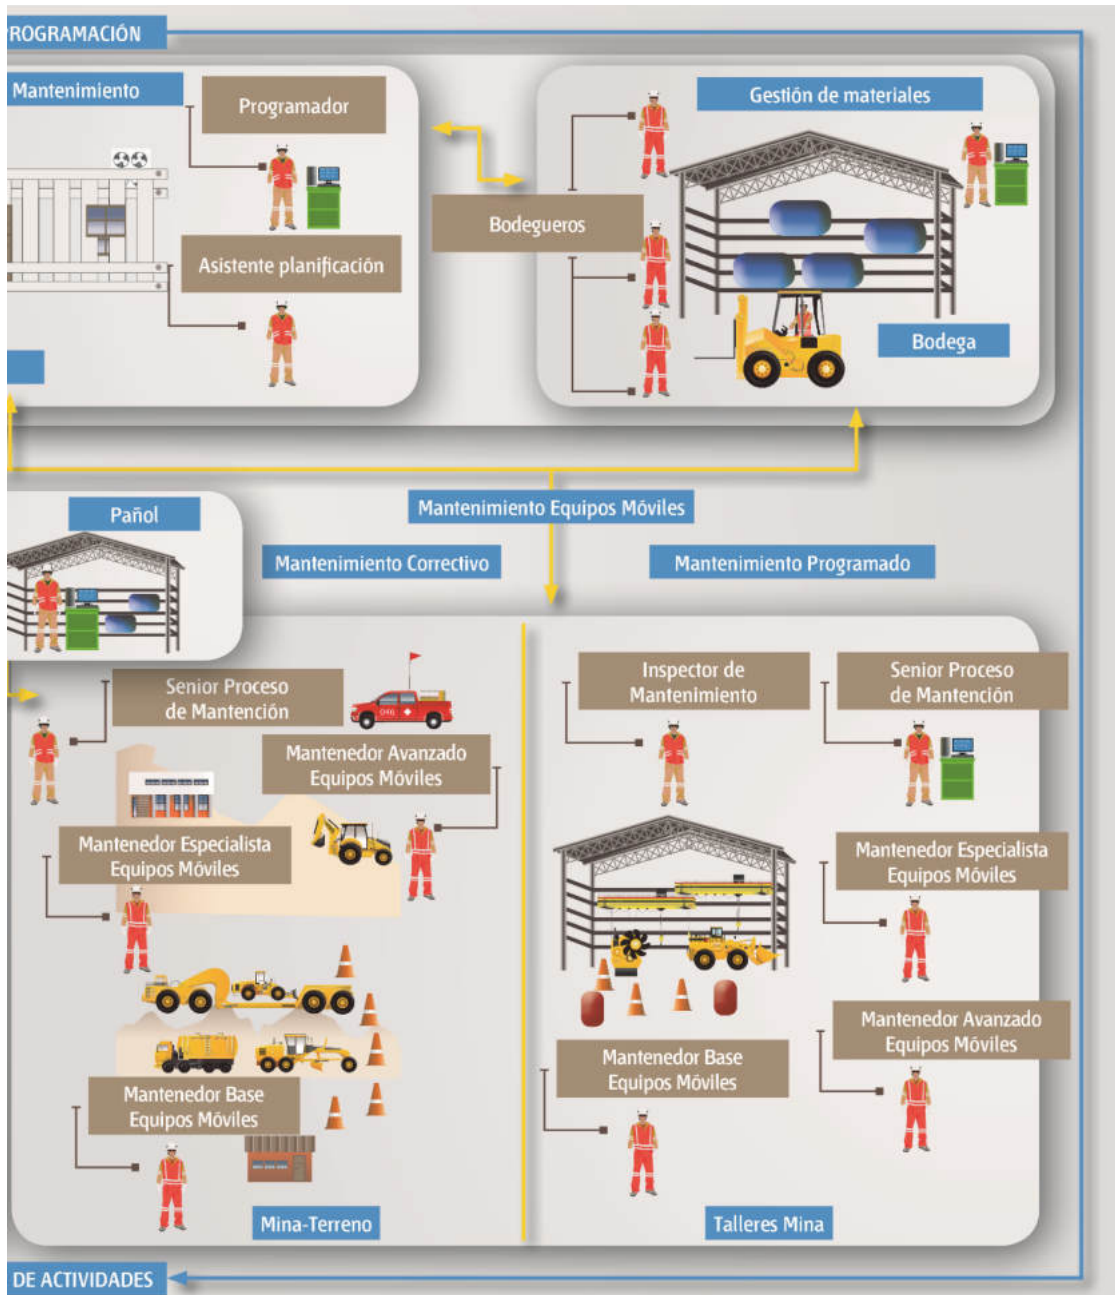 PROGRAMACIÓN
Mantenimiento
Programador
Asistente planificación
Gestión de materiales
Bodegueros
Bodega
Mantenimiento Equipos Móviles
Pañol
Mantenimiento Correctivo
Mantenimiento Programado
Senior Proceso
de Mantención
Mantenedor Avanzado
Equipos Móviles
Mantenedor Especialista
Equipos Móviles
Mantenedor Base
Equipos Móviles
Mina-Terreno
Inspector de
Mantenimiento
Senior Proceso
de Mantención
Mantenedor Especialista
Equipos Móviles
Mantenedor Avanzado
Equipos Móviles
Mantenedor Base
Equipos Móviles
Talleres Mina
DE ACTIVIDADES